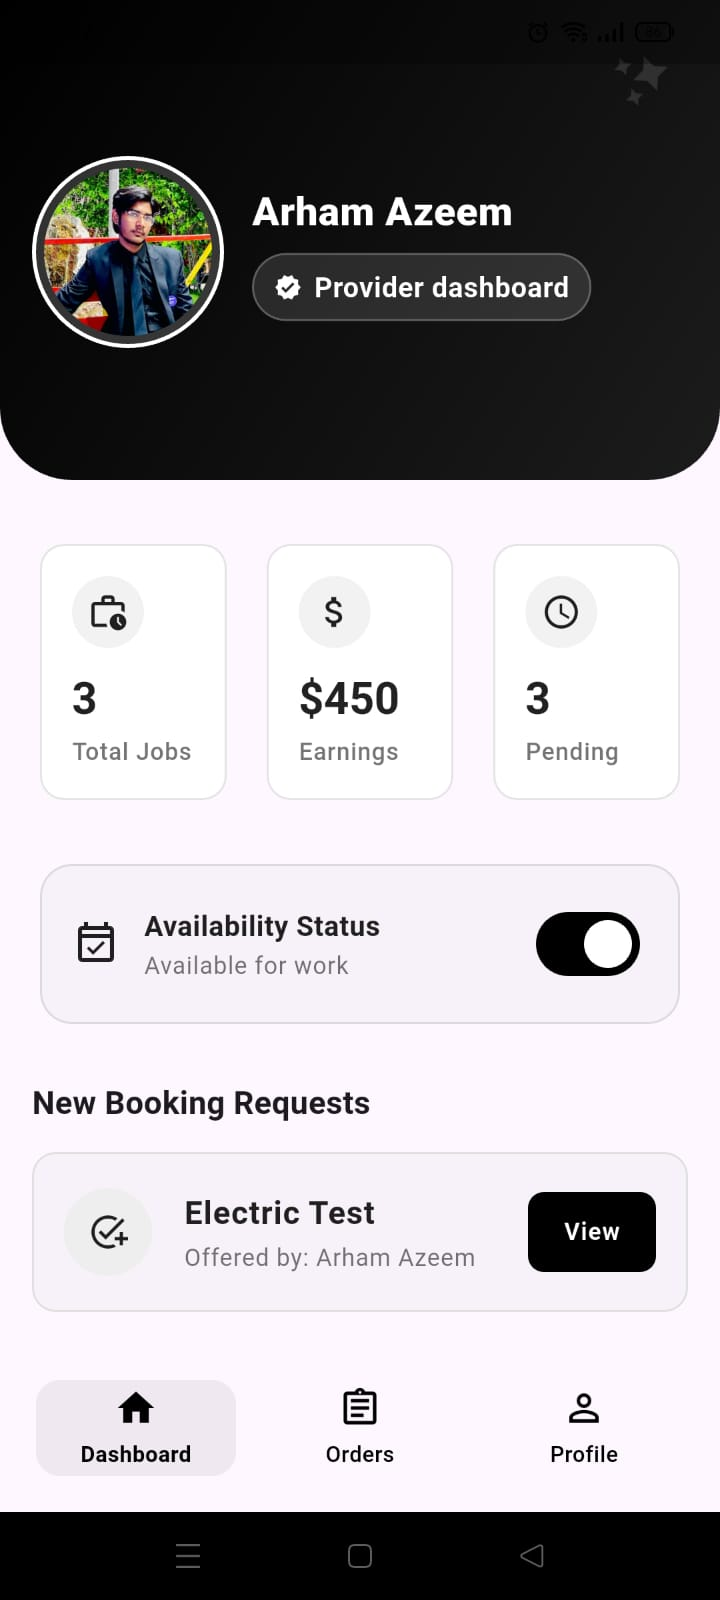 86
Arham Azeem
Provider dashboard
$
3
$450
3
Total Jobs
Earnings
Pending
Availability Status
Available for work
New Booking Requests
Electric Test
Offered by: Arham Azeem
View
Dashboard
Orders
Profile